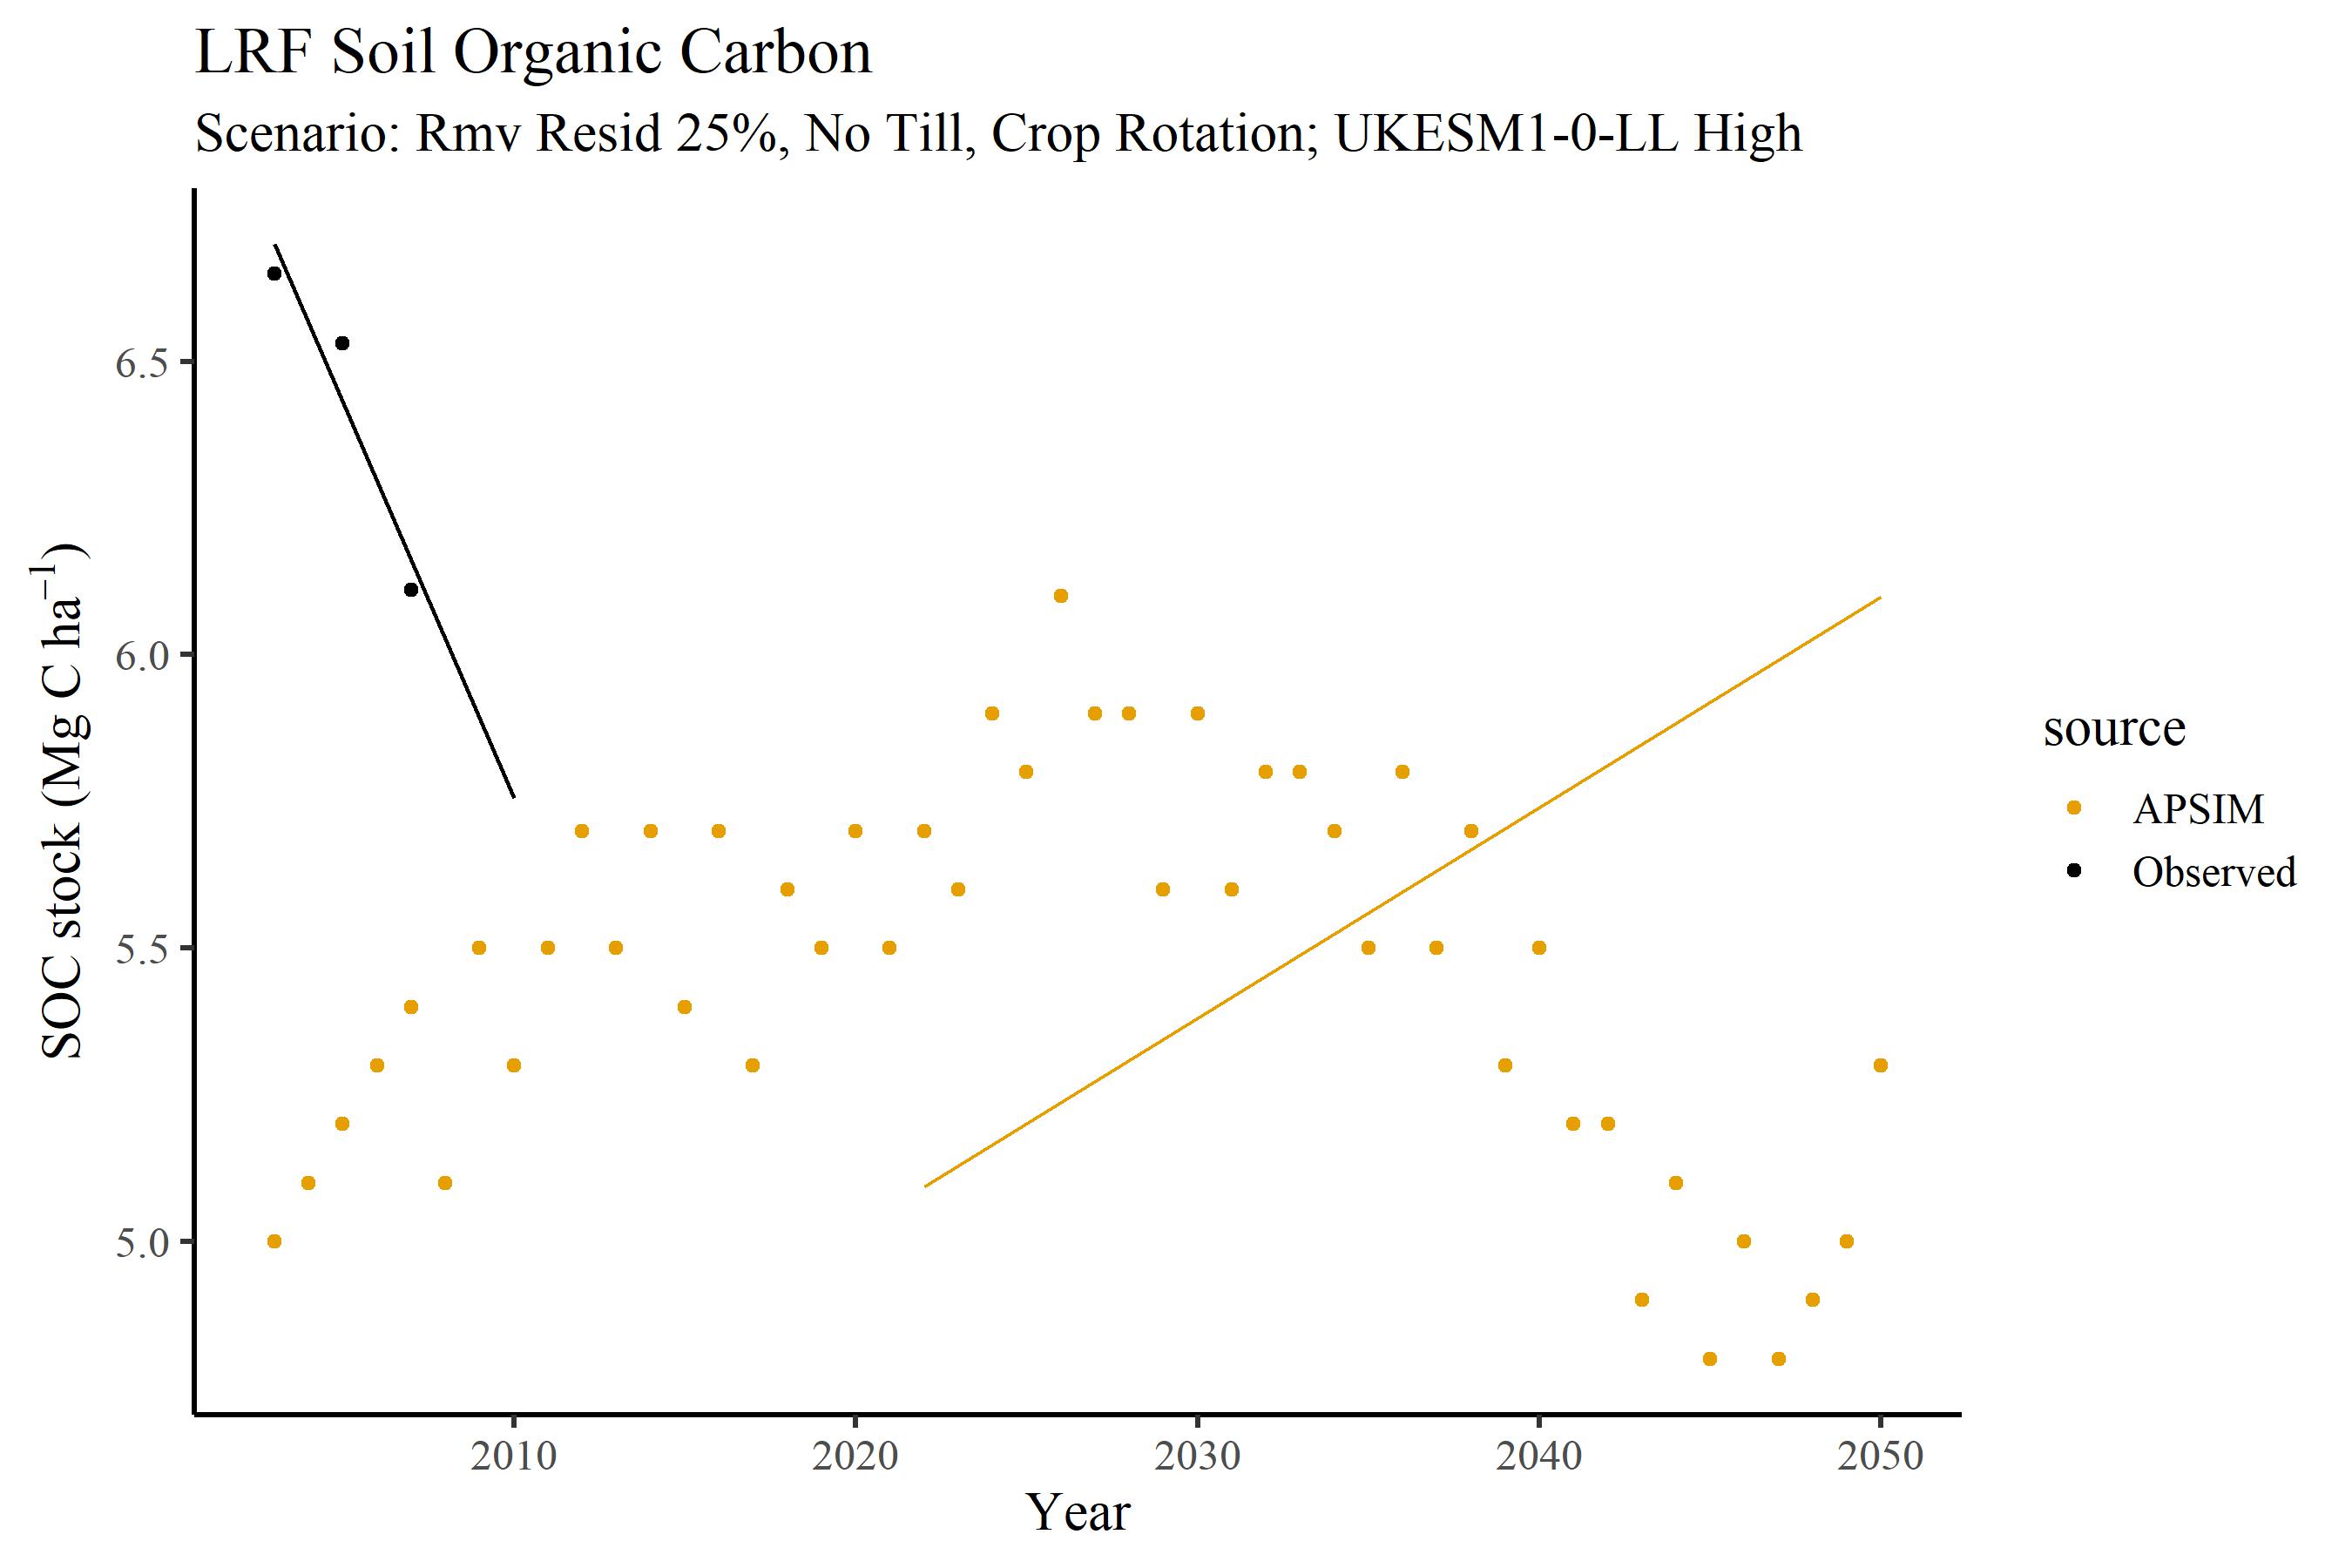 LRF Soil Organic Carbon
Scenario: Rmv Resid 25%, No Till, Crop Rotation; UKESM1-0-LL High
SOC stock (Mg C ha⁻¹)
6.5
6.0
5.5
5.0
2010 2020 2030 2040 2050
Year
source
APSIM
Observed